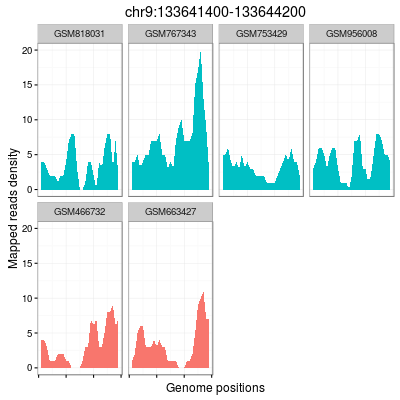 chr9:133641400-133644200
GSM818031 GSM767343 GSM753429 GSM956008
20
15
10
5
0
GSM466732 GSM663427
20
15
10
5
0
Mapped reads density
Genome positions